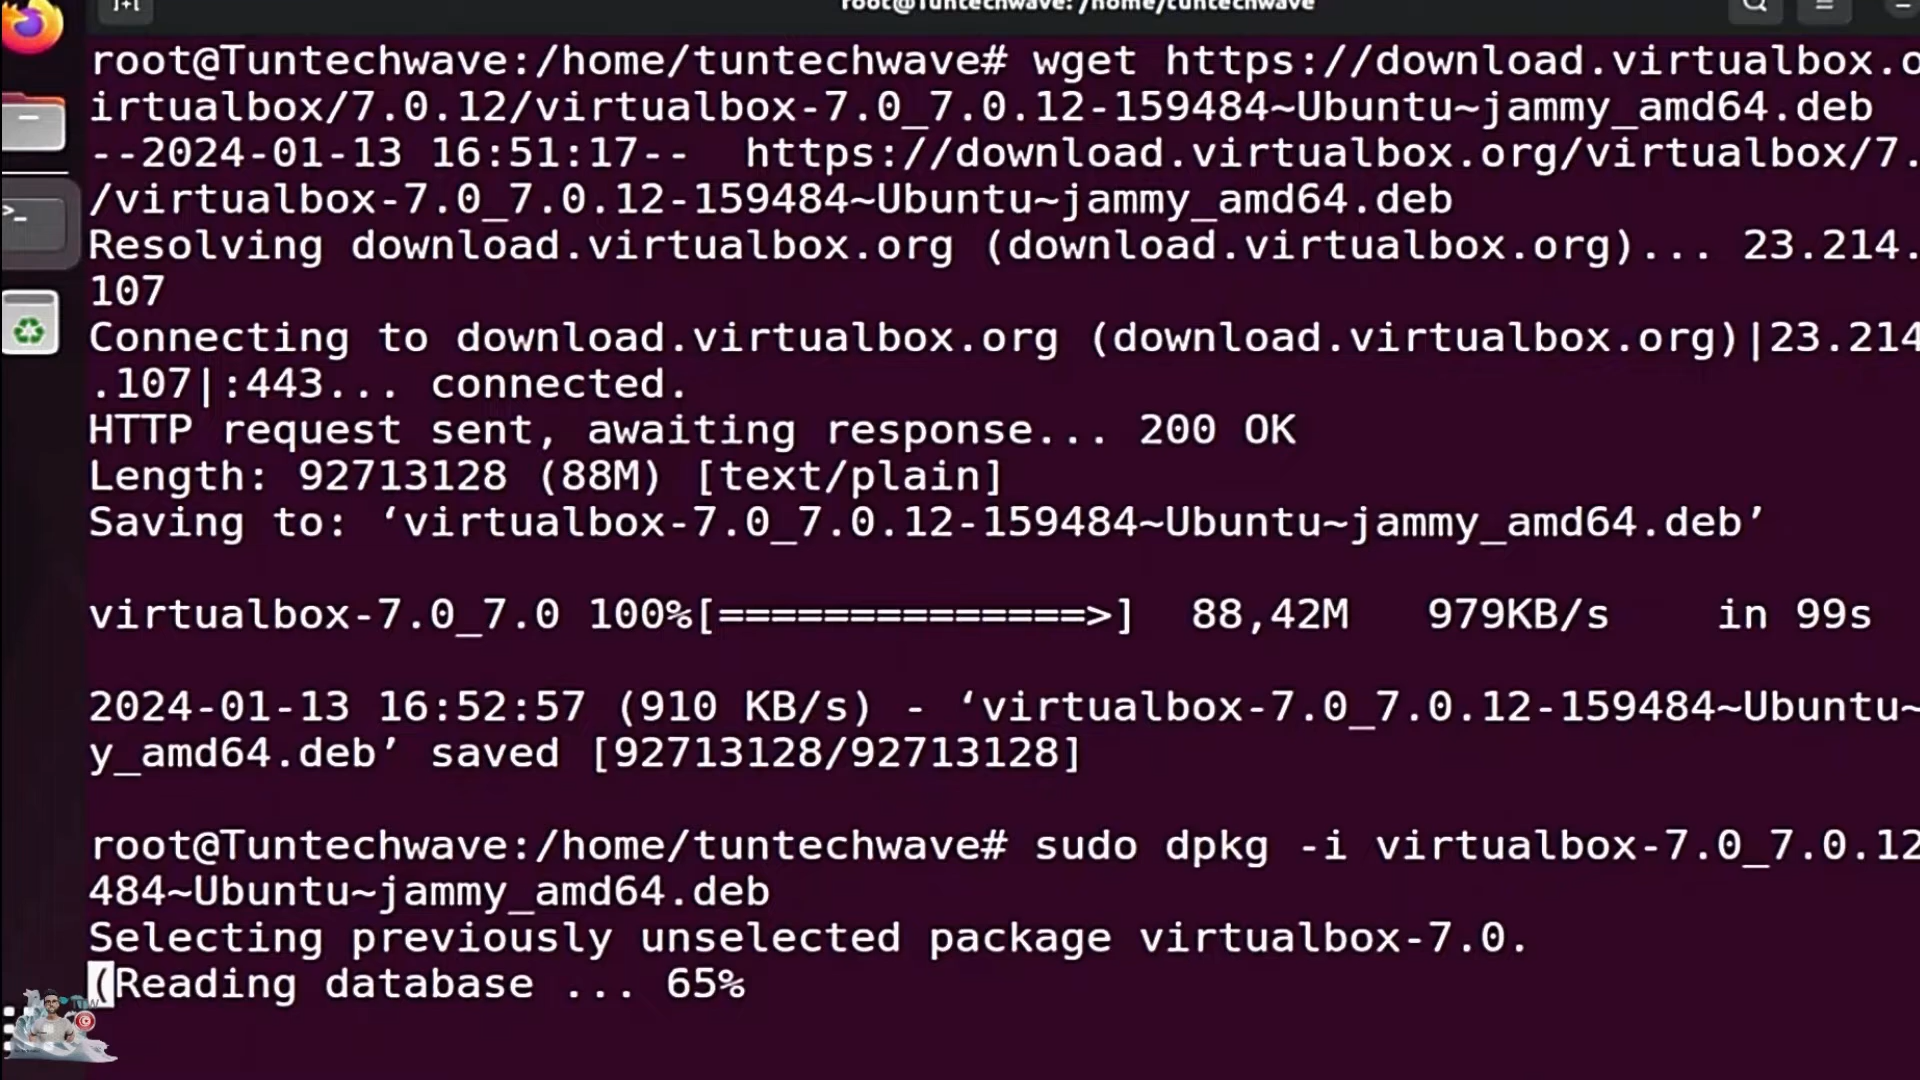 root@Tuntechwave: /home/tuntechwave
root@Tuntechwave:/home/tuntechwave# wget https://download.virtualbox.o
irtualbox/7.0.12/virtualbox-7.0_7.0.12-159484~Ubuntu~jammy_amd64.deb
--2024-01-13 16:51:17--  https://download.virtualbox.org/virtualbox/7.
/virtualbox-7.0_7.0.12-159484~Ubuntu~jammy_amd64.deb
Resolving download.virtualbox.org (download.virtualbox.org)... 23.214.
107
Connecting to download.virtualbox.org (download.virtualbox.org)|23.214
.107|:443... connected.
HTTP request sent, awaiting response... 200 OK
Length: 92713128 (88M) [text/plain]
Saving to: ‘virtualbox-7.0_7.0.12-159484~Ubuntu~jammy_amd64.deb’
virtualbox-7.0_7.0 100%[==============>]  88,42M   979KB/s    in 99s
2024-01-13 16:52:57 (910 KB/s) - ‘virtualbox-7.0_7.0.12-159484~Ubuntu~
y_amd64.deb’ saved [92713128/92713128]
root@Tuntechwave:/home/tuntechwave# sudo dpkg -i virtualbox-7.0_7.0.12
484~Ubuntu~jammy_amd64.deb
Selecting previously unselected package virtualbox-7.0.
(Reading database ... 65%